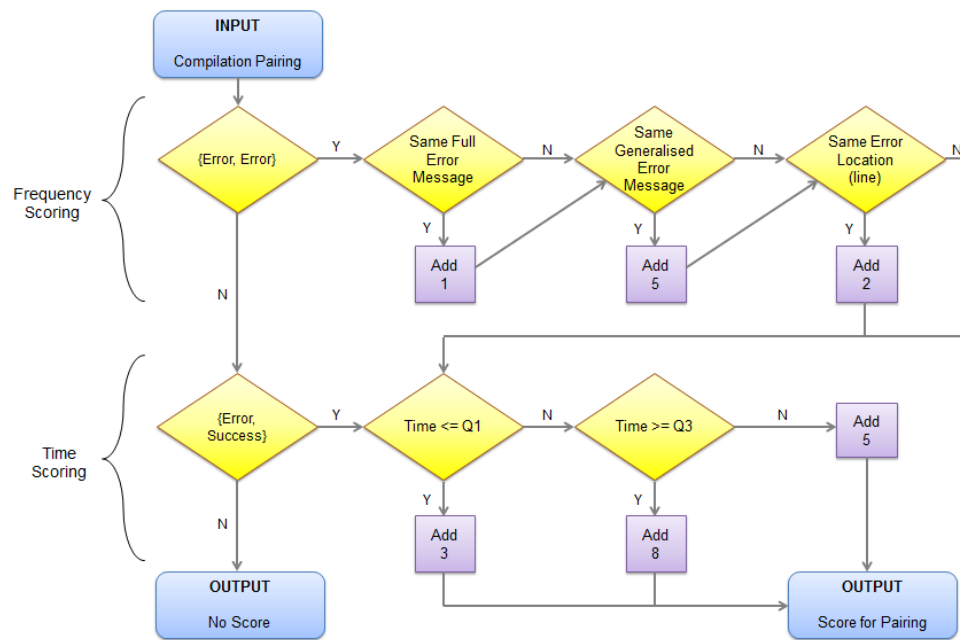 INPUT
Compilation Pairing
Frequency
Scoring
{Error, Error}
Y
Same Full
Error
Message
N
Same
Generalised
Error
Message
N
Same Error
Location
(line)
N
Y
Y
Y
Add
1
Add
5
Add
2
N
Time
Scoring
{Error,
Success}
Y
Time <= Q1
N
Time >= Q3
N
Add
5
Y
Y
N
Add
3
Add
8
OUTPUT
No Score
OUTPUT
Score for Pairing